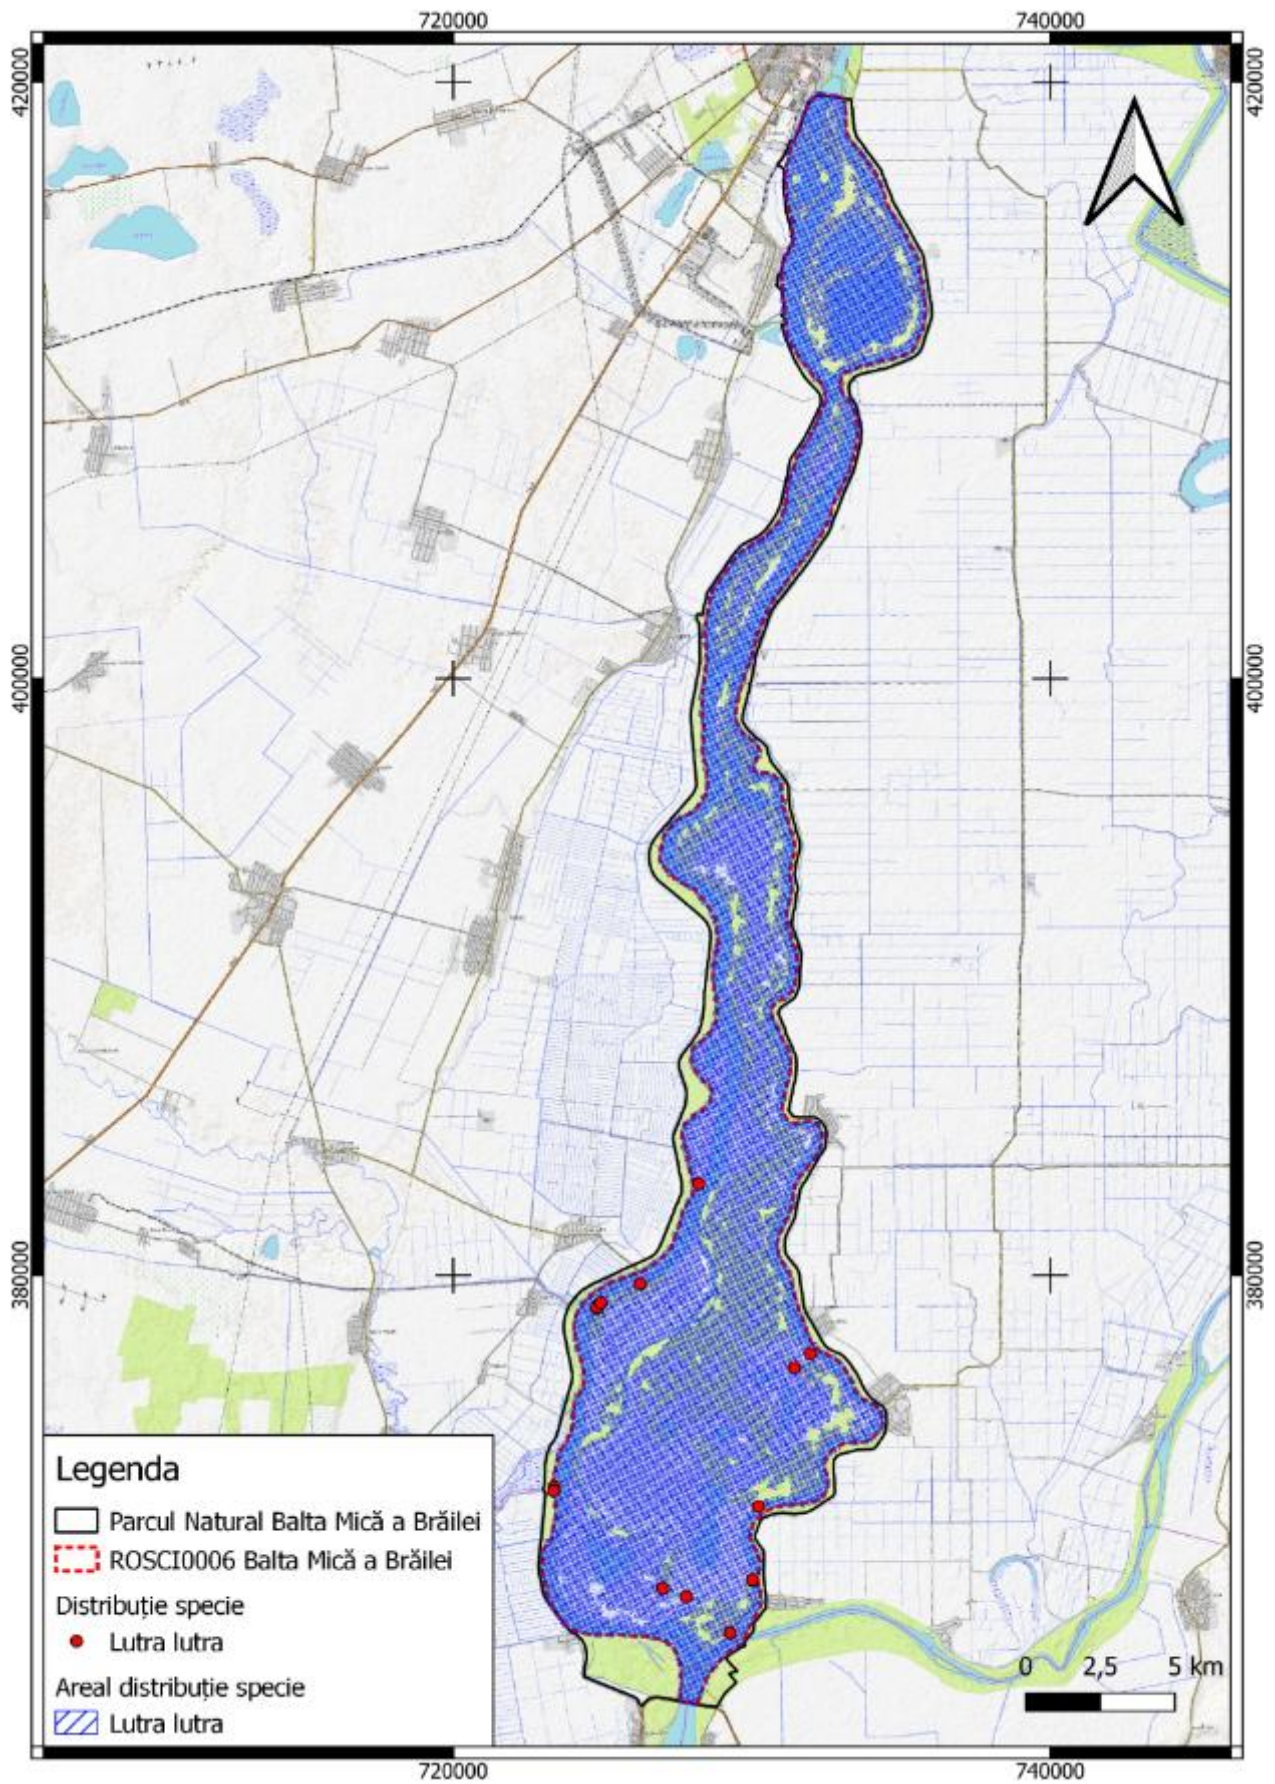 720000 740000
420000 420000
400000 400000
380000 380000
Legenda
Parcul Natural Balta Mică a Brăilei
ROSCI0006 Balta Mică a Brăilei
Distribuție specie
Lutra lutra
Areal distribuție specie
Lutra lutra
0 2,5 5 km
720000 740000